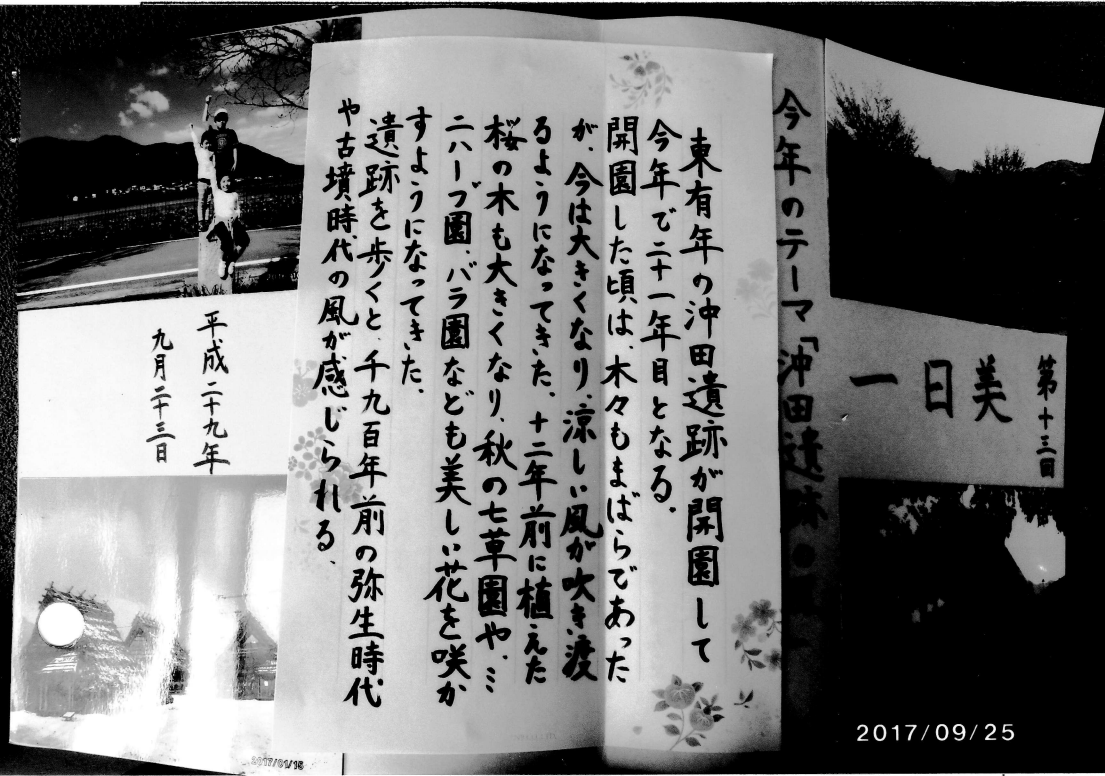 第十三回
美
日
一
今年のテーマ「沖田遺跡
東有年の沖田遺跡が開園して
今年で二十一年目となる。
開園した頃は、木々もまばらであった
が、今は大きくなり、涼しい風が吹き渡
るようになってきた。十二年前に植えた
桜の木も大きくなり、秋の七草園や、ミ
ニハーブ園、バラ園なども美しい花を咲か
すようになってきた。
遺跡を歩くと、千九百年前の弥生時代
や古墳時代の風が感じられる。
平成二十九年
九月二十三日
2017/01/15
2017/09/25